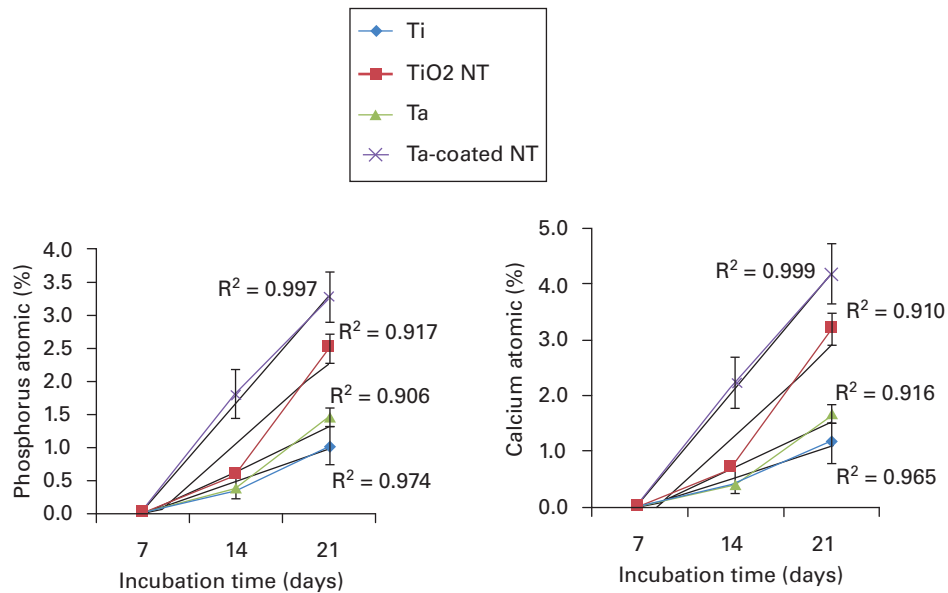 Ti
TiO2 NT
Ta
Ta-coated NT
Phosphorus atomic (%)
4.0
3.5
3.0
2.5
2.0
1.5
1.0
0.5
0.0
R² = 0.997
R² = 0.917
R² = 0.906
R² = 0.974
7 14 21
Incubation time (days)
Calcium atomic (%)
5.0
4.0
3.0
2.0
1.0
0.0
R² = 0.999
R² = 0.910
R² = 0.916
R² = 0.965
7 14 21
Incubation time (days)